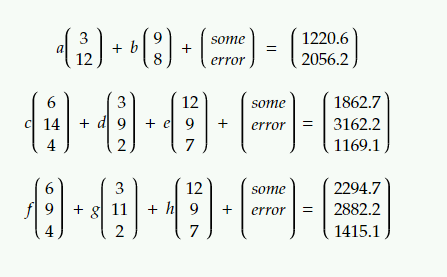 a(3 12) + b(9 8) + (some error) = (1220.6 2056.2)
c(6 14 4) + d(3 9 2) + e(12 9 7) + (some error) = (1862.7 3162.2 1169.1)
f(6 9 4) + g(3 11 2) + h(12 9 7) + (some error) = (2294.7 2882.2 1415.1)